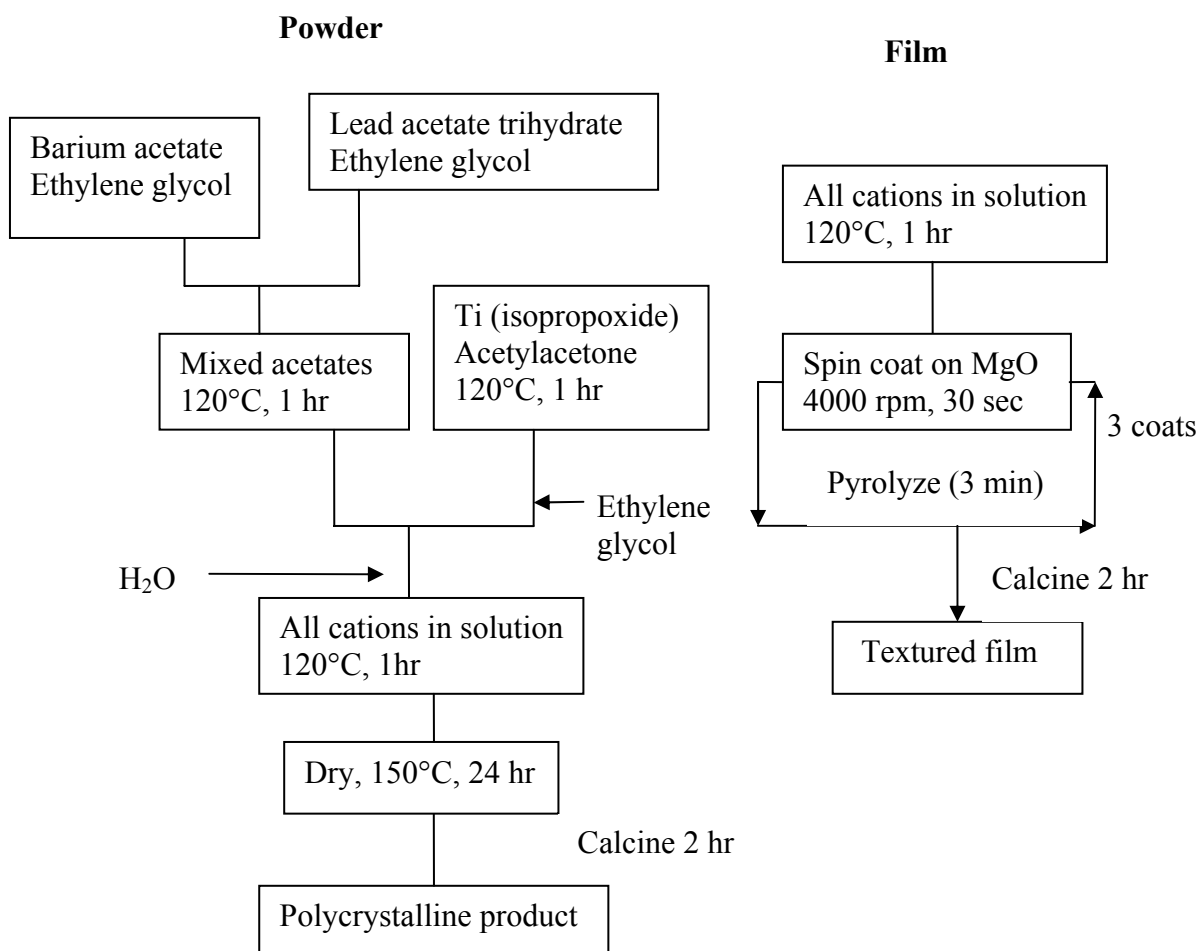 Powder
Barium acetate
Ethylene glycol
Lead acetate trihydrate
Ethylene glycol
Mixed acetates
120°C, 1 hr
Ti (isopropoxide)
Acetylacetone
120°C, 1 hr
Ethylene
glycol
H₂O
All cations in solution
120°C, 1hr
Dry, 150°C, 24 hr
Calcine 2 hr
Polycrystalline product
Film
All cations in solution
120°C, 1 hr
Spin coat on MgO
4000 rpm, 30 sec
3 coats
Pyrolyze (3 min)
Calcine 2 hr
Textured film